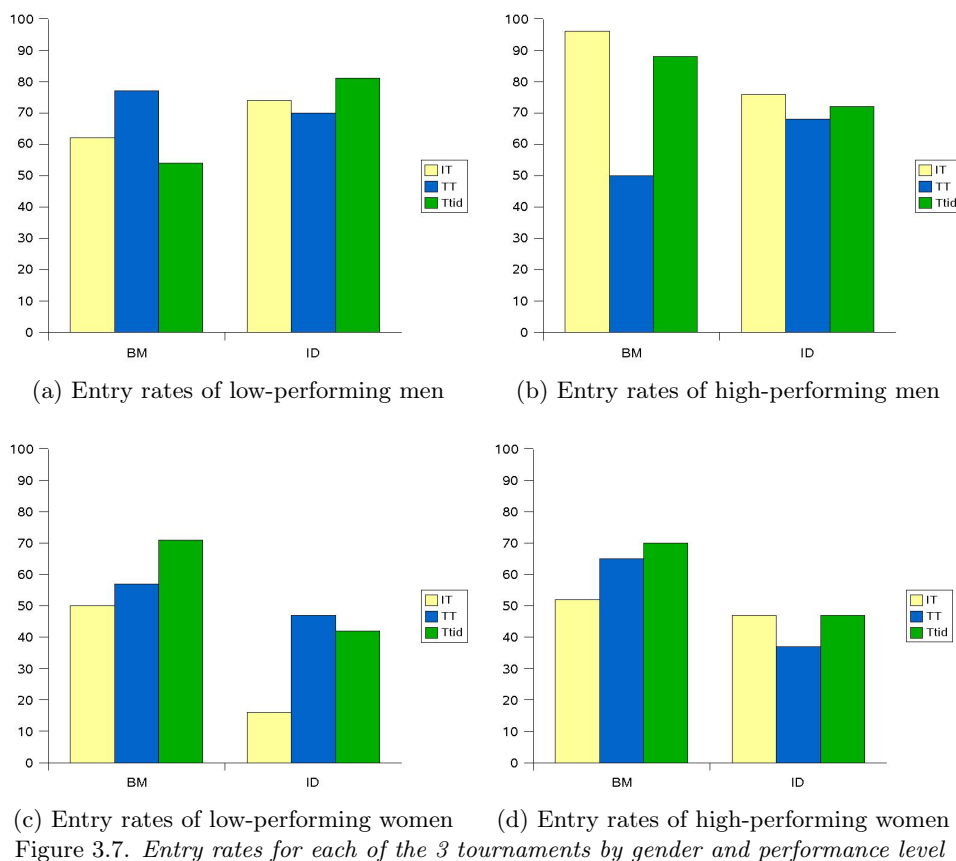 100
90
80
70
60
50
40
30
20
10
0
BM
ID
IT
TT
Ttid
(a) Entry rates of low-performing men
100
90
80
70
60
50
40
30
20
10
0
BM
ID
IT
TT
Ttid
(b) Entry rates of high-performing men
100
90
80
70
60
50
40
30
20
10
0
BM
ID
IT
TT
Ttid
(c) Entry rates of low-performing women
100
90
80
70
60
50
40
30
20
10
0
BM
ID
IT
TT
Ttid
(d) Entry rates of high-performing women
Figure 3.7. Entry rates for each of the 3 tournaments by gender and performance level